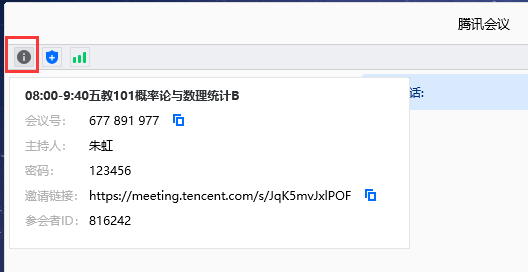 腾讯会议
话:
08:00-9:40五教101概率论与数理统计B
会议号： 677 891 977
主持人： 朱虹
密码： 123456
邀请链接： https://meeting.tencent.com/s/JqK5mvJxlPOF
参会者ID： 816242